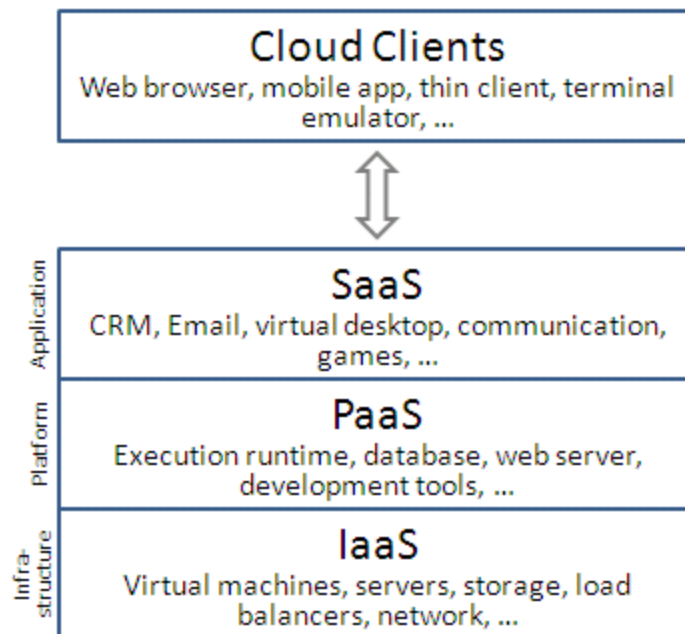 Cloud Clients
Web browser, mobile app, thin client, terminal
emulator, ...
Application
SaaS
CRM, Email, virtual desktop, communication,
games, ...
Platform
PaaS
Execution runtime, database, web server,
development tools, ...
Infra-
structure
IaaS
Virtual machines, servers, storage, load
balancers, network, ...